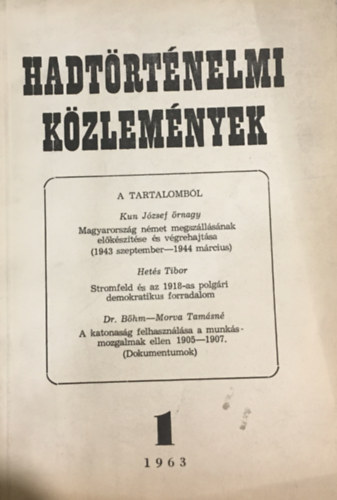 HADTÖRTÉNELMI
KÖZLEMÉNYEK
A TARTALOMBÓL
Kun József őrnagy
Magyarország német megszállásának
előkészítése és végrehajtása
(1943 szeptember—1944 március)
Hetés Tibor
Stromfeld és az 1918-as polgári
demokratikus forradalom
Dr. Böhm—Morva Tamásné
A katonaság felhasználása a munkás-
mozgalmak ellen 1905—1907.
(Dokumentumok)
1
1963